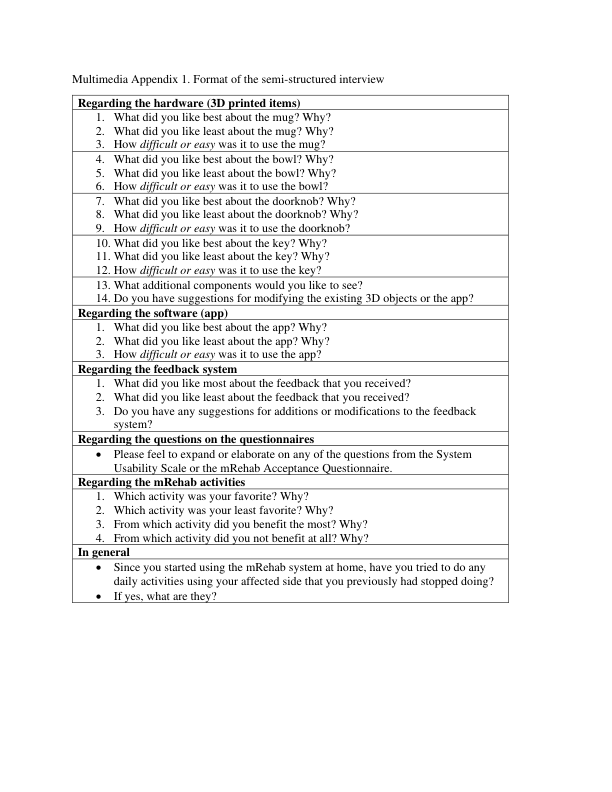 Multimedia Appendix 1. Format of the semi-structured interview
Regarding the hardware (3D printed items)
1. What did you like best about the mug? Why?
2. What did you like least about the mug? Why?
3. How difficult or easy was it to use the mug?
4. What did you like best about the bowl? Why?
5. What did you like least about the bowl? Why?
6. How difficult or easy was it to use the bowl?
7. What did you like best about the doorknob? Why?
8. What did you like least about the doorknob? Why?
9. How difficult or easy was it to use the doorknob?
10. What did you like best about the key? Why?
11. What did you like least about the key? Why?
12. How difficult or easy was it to use the key?
13. What additional components would you like to see?
14. Do you have suggestions for modifying the existing 3D objects or the app?
Regarding the software (app)
1. What did you like best about the app? Why?
2. What did you like least about the app? Why?
3. How difficult or easy was it to use the app?
Regarding the feedback system
1. What did you like most about the feedback that you received?
2. What did you like least about the feedback that you received?
3. Do you have any suggestions for additions or modifications to the feedback
system?
Regarding the questions on the questionnaires
• Please feel to expand or elaborate on any of the questions from the System
Usability Scale or the mRehab Acceptance Questionnaire.
Regarding the mRehab activities
1. Which activity was your favorite? Why?
2. Which activity was your least favorite? Why?
3. From which activity did you benefit the most? Why?
4. From which activity did you not benefit at all? Why?
In general
• Since you started using the mRehab system at home, have you tried to do any
daily activities using your affected side that you previously had stopped doing?
• If yes, what are they?